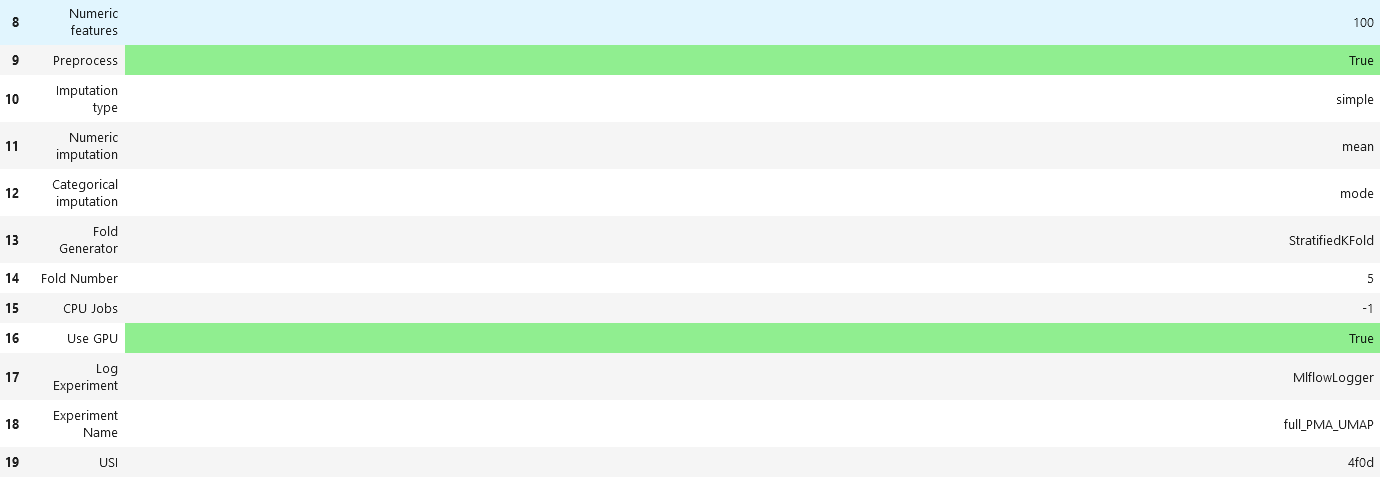 8 Numeric features 100
9 Preprocess True
10 Imputation type simple
11 Numeric imputation mean
12 Categorical imputation mode
13 Fold Generator StratifiedKFold
14 Fold Number 5
15 CPU Jobs -1
16 Use GPU True
17 Log Experiment MlflowLogger
18 Experiment Name full_PMA_UMAP
19 USI 4f0d